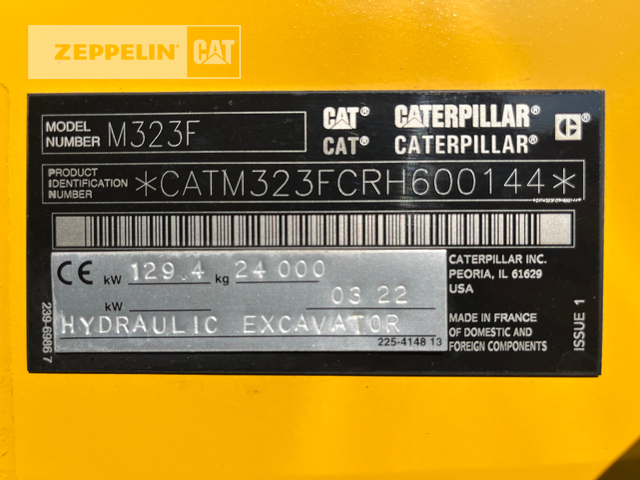 ZEPPELIN CAT
MODEL NUMBER M323F
CAT® CATERPILLAR® C®
CAT® CATERPILLAR®
PRODUCT IDENTIFICATION NUMBER *CATM323FCRH600144*
CE kW 129.4 kg 24 000
kW 03 22
HYDRAULIC EXCAVATOR
225-4148 13
239-6986 7
CATERPILLAR INC.
PEORIA, IL 61629
USA
MADE IN FRANCE
OF DOMESTIC AND
FOREIGN COMPONENTS
ISSUE 1